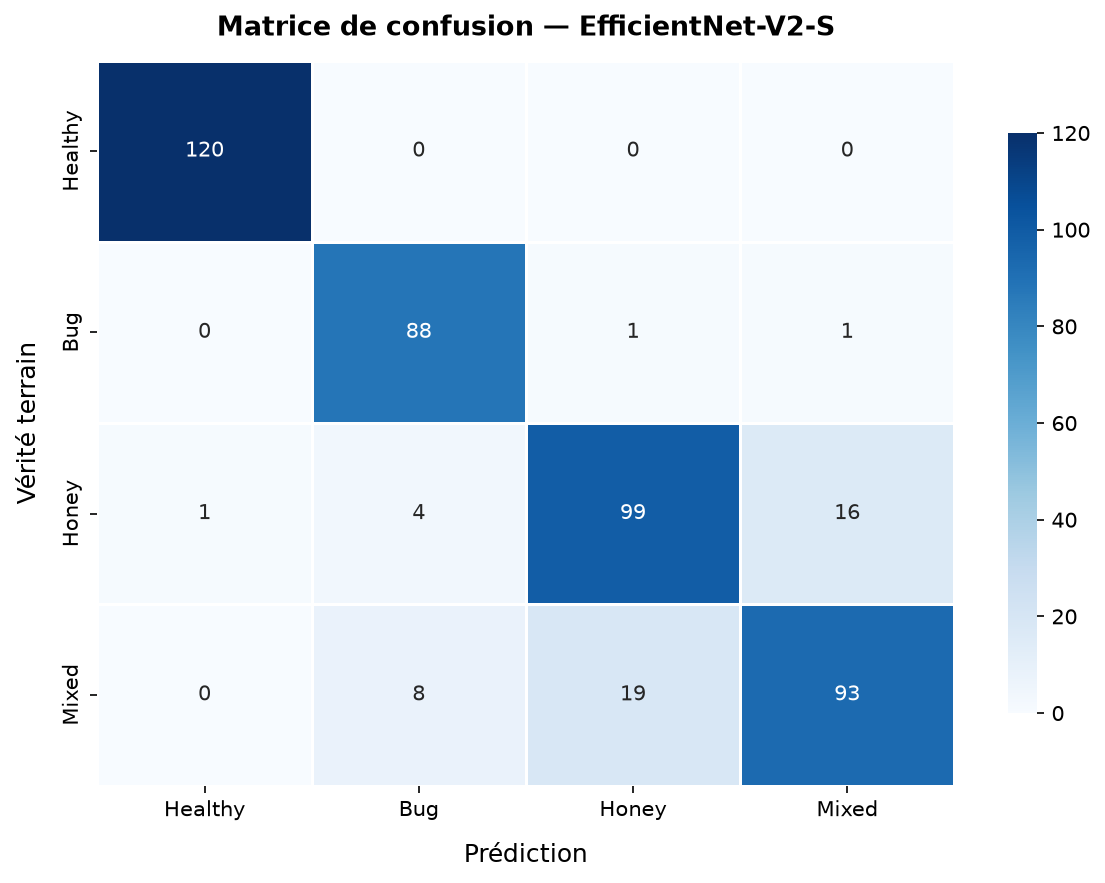 Matrice de confusion — EfficientNet-V2-S
Vérité terrain
Healthy
120 0 0 0
Bug
0 88 1 1
Honey
1 4 99 16
Mixed
0 8 19 93
Healthy Bug Honey Mixed
Prédiction
120
100
80
60
40
20
0